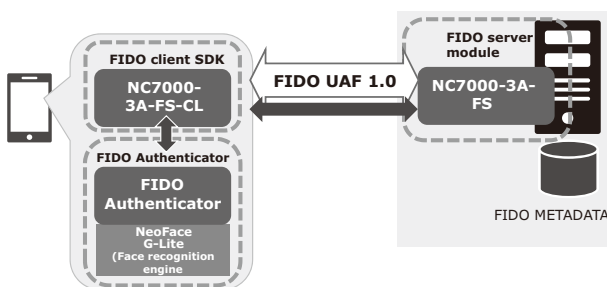 FIDO client SDK
NC7000-
3A-FS-CL
FIDO Authenticator
FIDO
Authenticator
NeoFace
G-Lite
(Face recognition
engine
FIDO UAF 1.0
FIDO server
module
NC7000-3A-
FS
FIDO METADATA